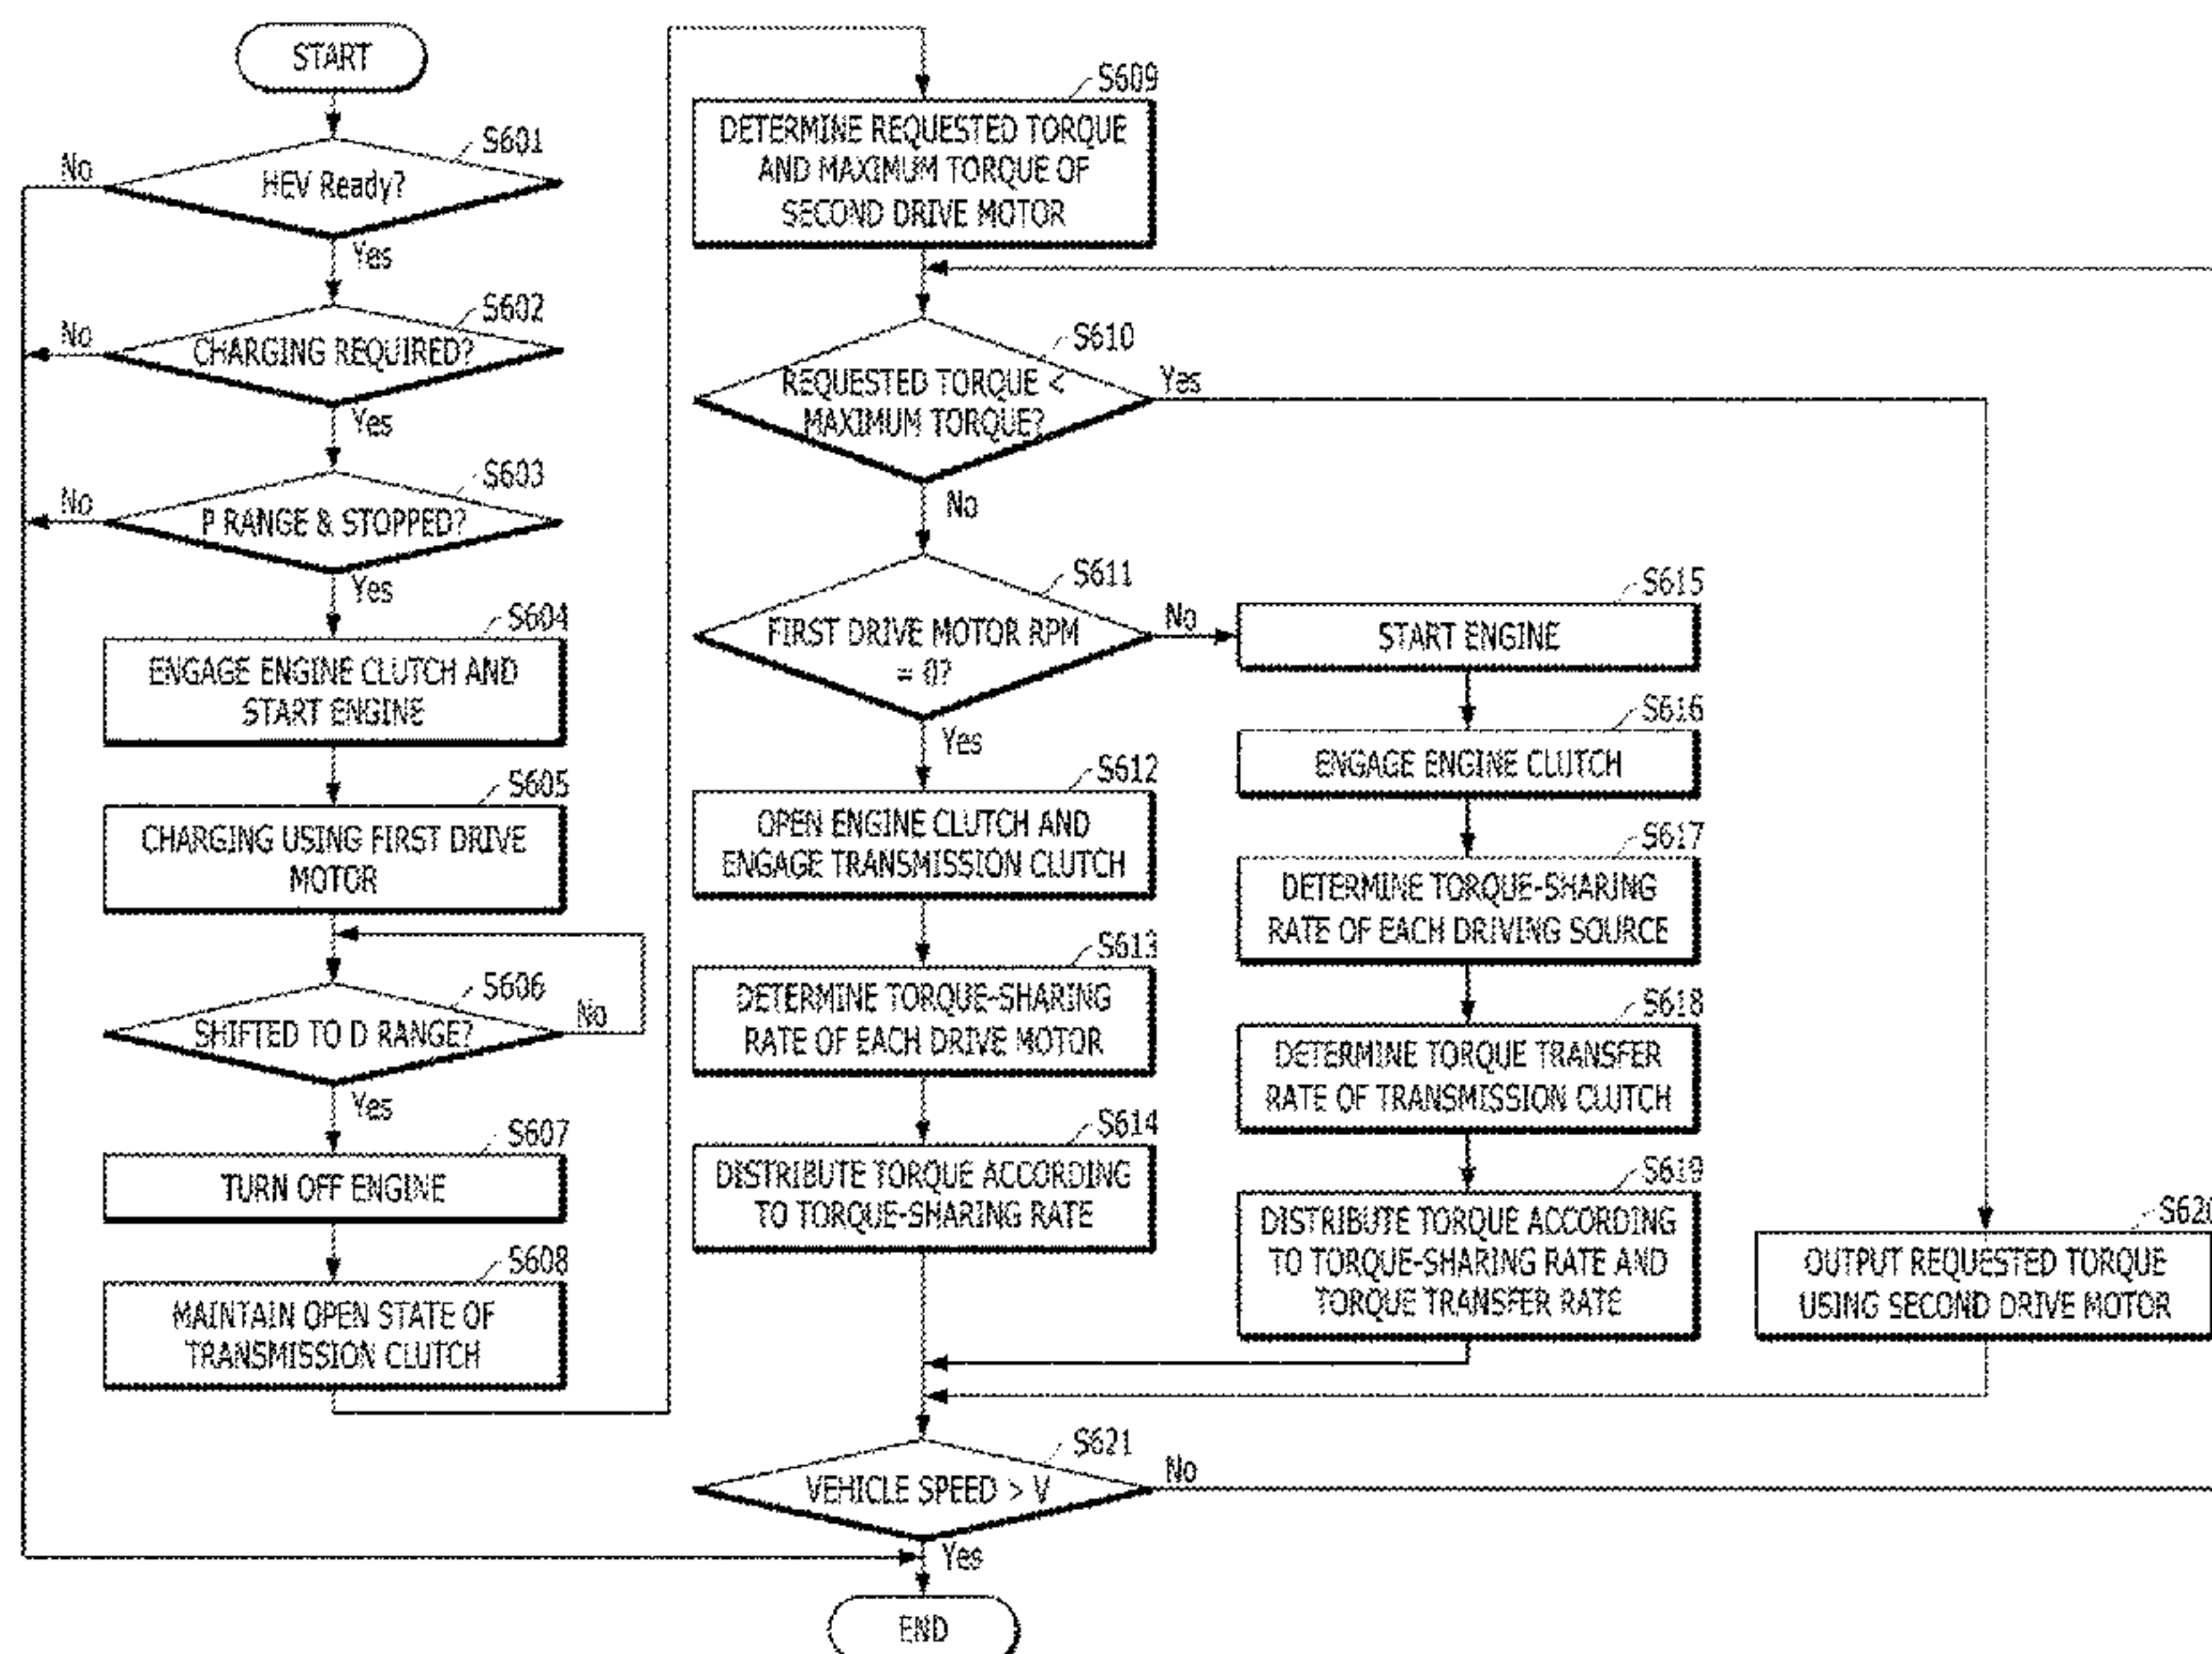 START
S601
No
HEV Ready?
Yes
S602
No
CHARGING REQUIRED?
Yes
S603
No
P RANGE & STOPPED?
Yes
S604
ENGAGE ENGINE CLUTCH AND
START ENGINE
S605
CHARGING USING FIRST DRIVE
MOTOR
S606
SHIFTED TO D RANGE?
No
Yes
S607
TURN OFF ENGINE
S608
MAINTAIN OPEN STATE OF
TRANSMISSION CLUTCH
S609
DETERMINE REQUESTED TORQUE
AND MAXIMUM TORQUE OF
SECOND DRIVE MOTOR
S610
REQUESTED TORQUE <
MAXIMUM TORQUE?
Yes
No
S611
FIRST DRIVE MOTOR RPM
= 0?
No
Yes
S612
OPEN ENGINE CLUTCH AND
ENGAGE TRANSMISSION CLUTCH
S613
DETERMINE TORQUE-SHARING
RATE OF EACH DRIVE MOTOR
S614
DISTRIBUTE TORQUE ACCORDING
TO TORQUE-SHARING RATE
S615
START ENGINE
S616
ENGAGE ENGINE CLUTCH
S617
DETERMINE TORQUE-SHARING
RATE OF EACH DRIVING SOURCE
S618
DETERMINE TORQUE TRANSFER
RATE OF TRANSMISSION CLUTCH
S619
DISTRIBUTE TORQUE ACCORDING
TO TORQUE-SHARING RATE AND
TORQUE TRANSFER RATE
S620
OUTPUT REQUESTED TORQUE
USING SECOND DRIVE MOTOR
S621
VEHICLE SPEED > V
No
Yes
END